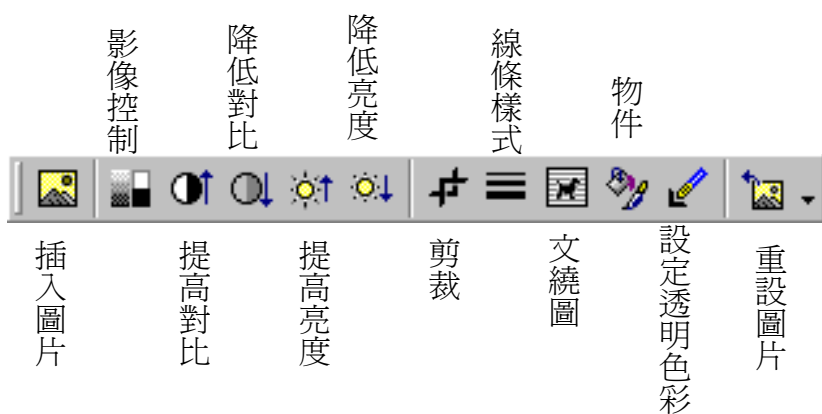 影像控制
降低對比
降低亮度
線條樣式
物件
插入圖片
提高對比
提高亮度
剪裁
文繞圖
設定透明色彩
重設圖片